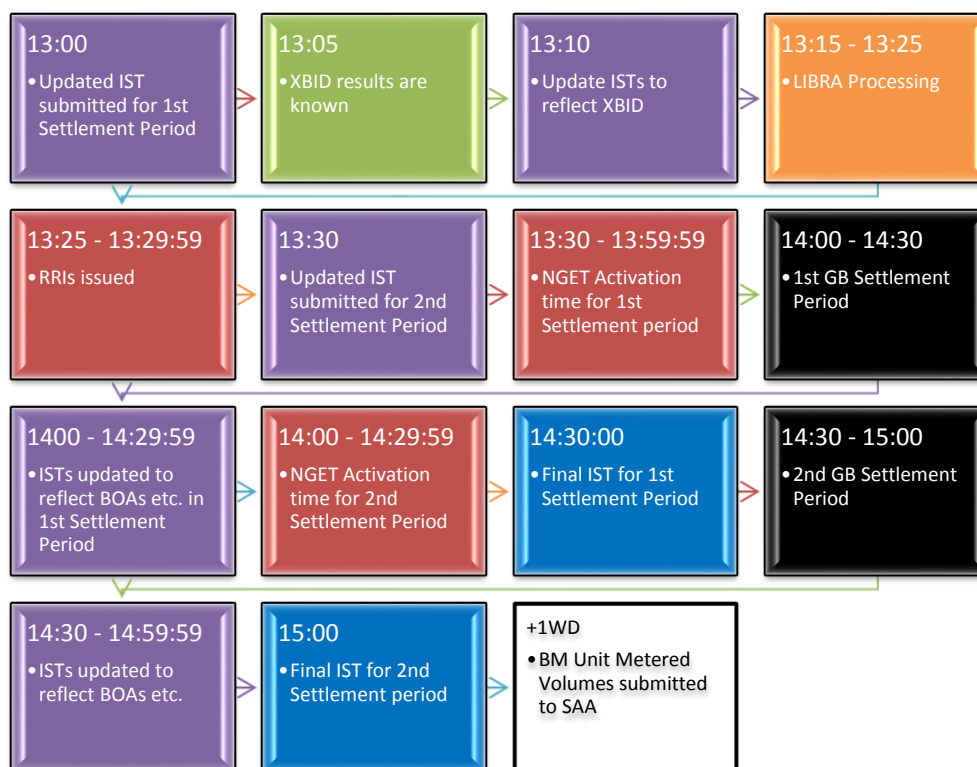 13:00
•Updated IST
submitted for 1st
Settlement Period
13:05
•XBID results are
known
13:10
•Update ISTs to
reflect XBID
13:15 - 13:25
•LIBRA Processing
13:25 - 13:29:59
•RRIs issued
13:30
•Updated IST
submitted for 2nd
Settlement Period
13:30 - 13:59:59
•NGET Activation
time for 1st
Settlement period
14:00 - 14:30
•1st GB Settlement
Period
1400 - 14:29:59
•ISTs updated to
reflect BOAs etc. in
1st Settlement
Period
14:00 - 14:29:59
•NGET Activation
time for 2nd
Settlement Period
14:30:00
•Final IST for 1st
Settlement Period
14:30 - 15:00
•2nd GB Settlement
Period
14:30 - 14:59:59
•ISTs updated to
reflect BOAs etc.
15:00
•Final IST for 2nd
Settlement period
+1WD
•BM Unit Metered
Volumes submitted
to SAA